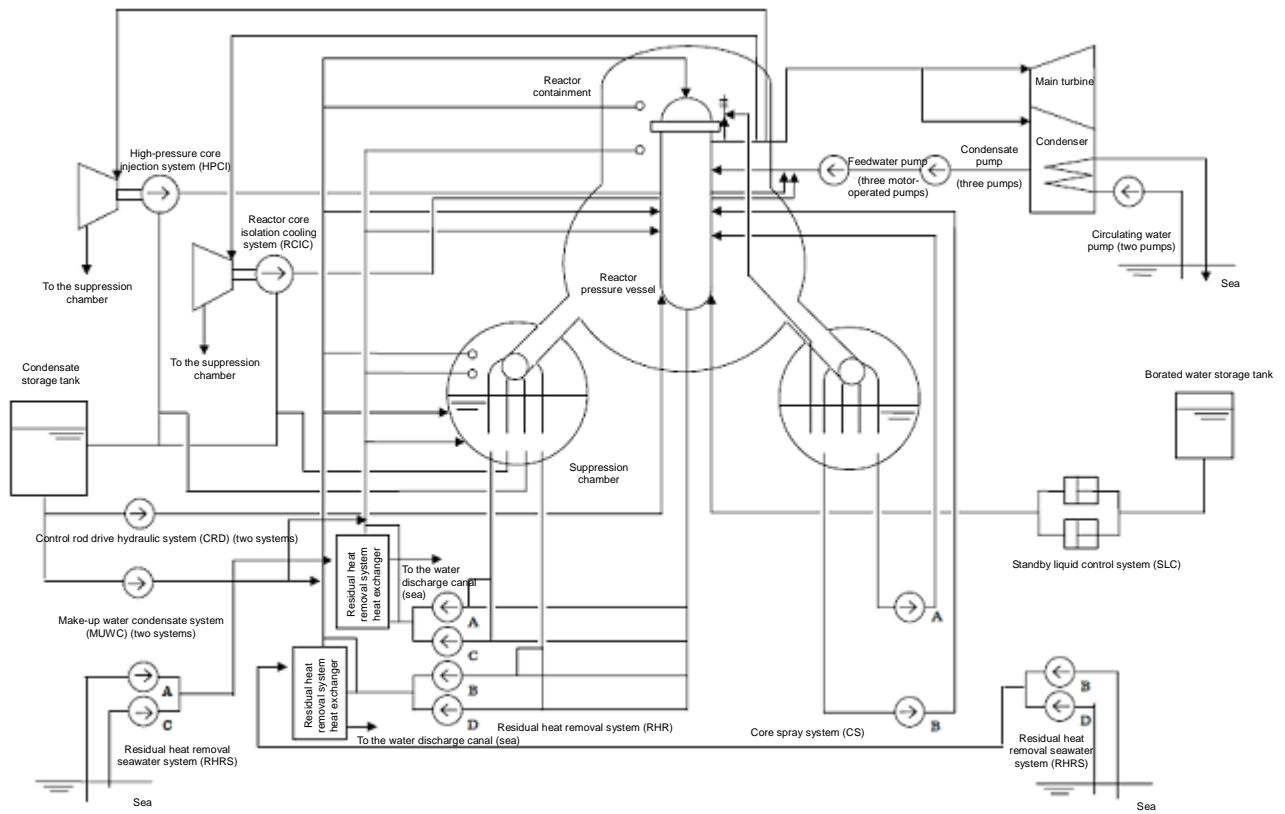 Reactor
containment
Main turbine
High-pressure core
injection system (HPCI)
Condenser
Feedwater pump
(three motor-
operated pumps)
Condensate
pump
(three pumps)
Reactor core
isolation cooling
system (RCIC)
Circulating water
pump (two pumps)
To the suppression
chamber
Reactor
pressure vessel
Sea
To the suppression
chamber
Condensate
storage tank
Borated water storage tank
Suppression
chamber
Control rod drive hydraulic system (CRD) (two systems)
Residual heat
removal system
heat exchanger
To the water
discharge canal
(sea)
Standby liquid control system (SLC)
Make-up water condensate system
(MUWC) (two systems)
A
C
B
D
A
B
Residual heat
removal system
heat exchanger
A
C
Residual heat removal system (RHR)
Core spray system (CS)
To the water discharge canal (sea)
B
D
Residual heat removal
seawater system (RHRS)
Residual heat
removal seawater
system (RHRS)
Sea
Sea